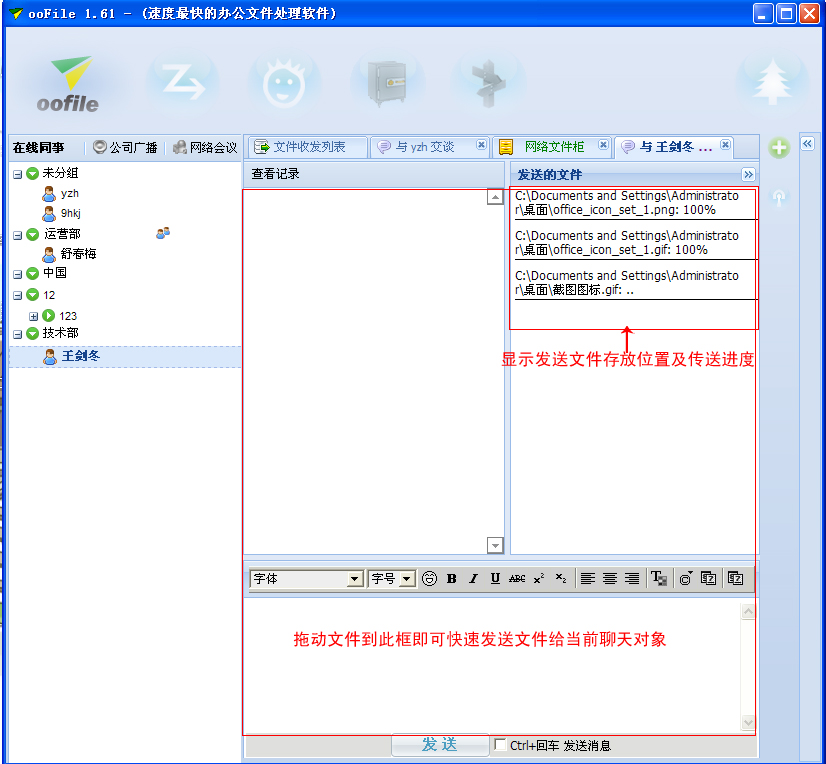 ooFile 1.61 - (速度最快的办公文件处理软件)
oofile
在线同事 公司广播 网络会议
文件收发列表 与 yzh 交谈 网络文件柜 与 王剑冬 ...
未分组
yzh
9hkj
运营部
舒春梅
中国
12
123
技术部
王剑冬
查看记录
发送的文件
C:\Documents and Settings\Administrato
r\桌面\office_icon_set_1.png: 100%
C:\Documents and Settings\Administrato
r\桌面\office_icon_set_1.gif: 100%
C:\Documents and Settings\Administrato
r\桌面\截图图标.gif: ..
显示发送文件存放位置及传送进度
字体 字号 B I U ABC x² x₂
拖动文件到此框即可快速发送文件给当前聊天对象
发 送 Ctrl+回车 发送消息